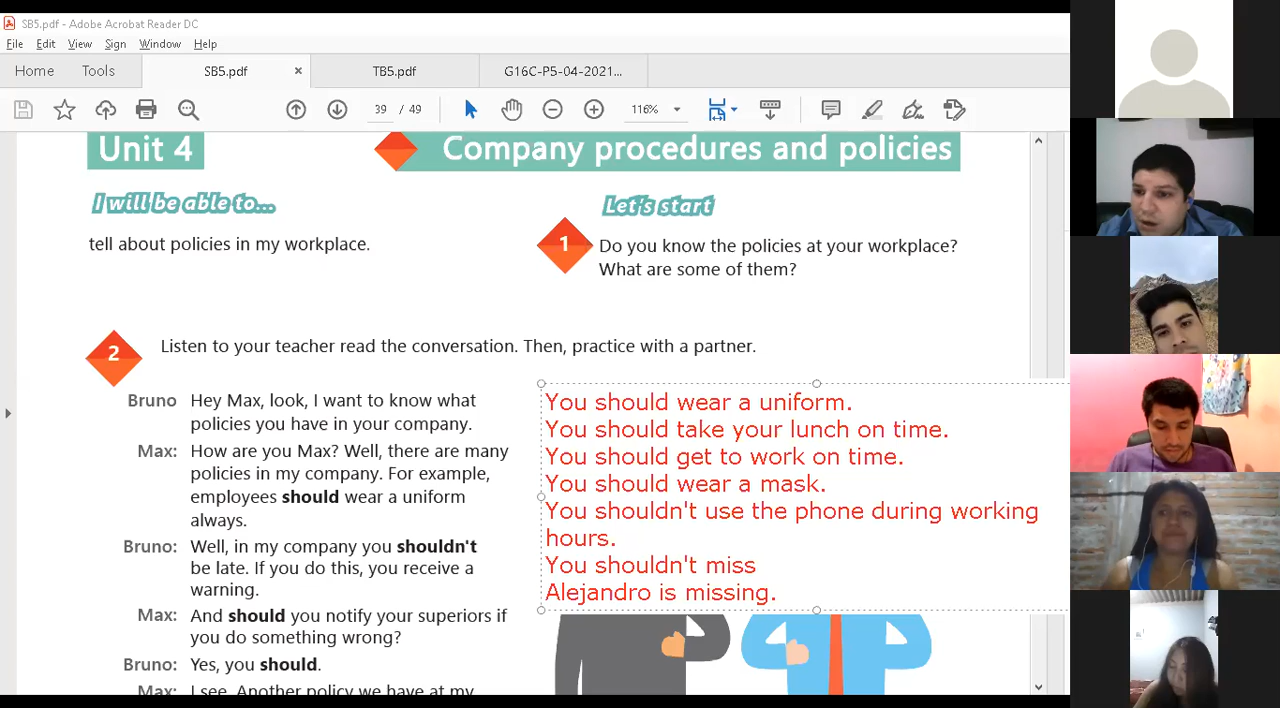 SB5.pdf - Adobe Acrobat Reader DC
File Edit View Sign Window Help
Home Tools SB5.pdf × TB5.pdf G16C-P5-04-2021...
39 / 49 116%
Unit 4 Company procedures and policies
I will be able to...
tell about policies in my workplace.
Let's start
1 Do you know the policies at your workplace?
What are some of them?
2 Listen to your teacher read the conversation. Then, practice with a partner.
Bruno Hey Max, look, I want to know what
policies you have in your company.
Max: How are you Max? Well, there are many
policies in my company. For example,
employees should wear a uniform
always.
Bruno: Well, in my company you shouldn't
be late. If you do this, you receive a
warning.
Max: And should you notify your superiors if
you do something wrong?
Bruno: Yes, you should.
Max: I see. Another policy we have at my
You should wear a uniform.
You should take your lunch on time.
You should get to work on time.
You should wear a mask.
You shouldn't use the phone during working
hours.
You shouldn't miss
Alejandro is missing.